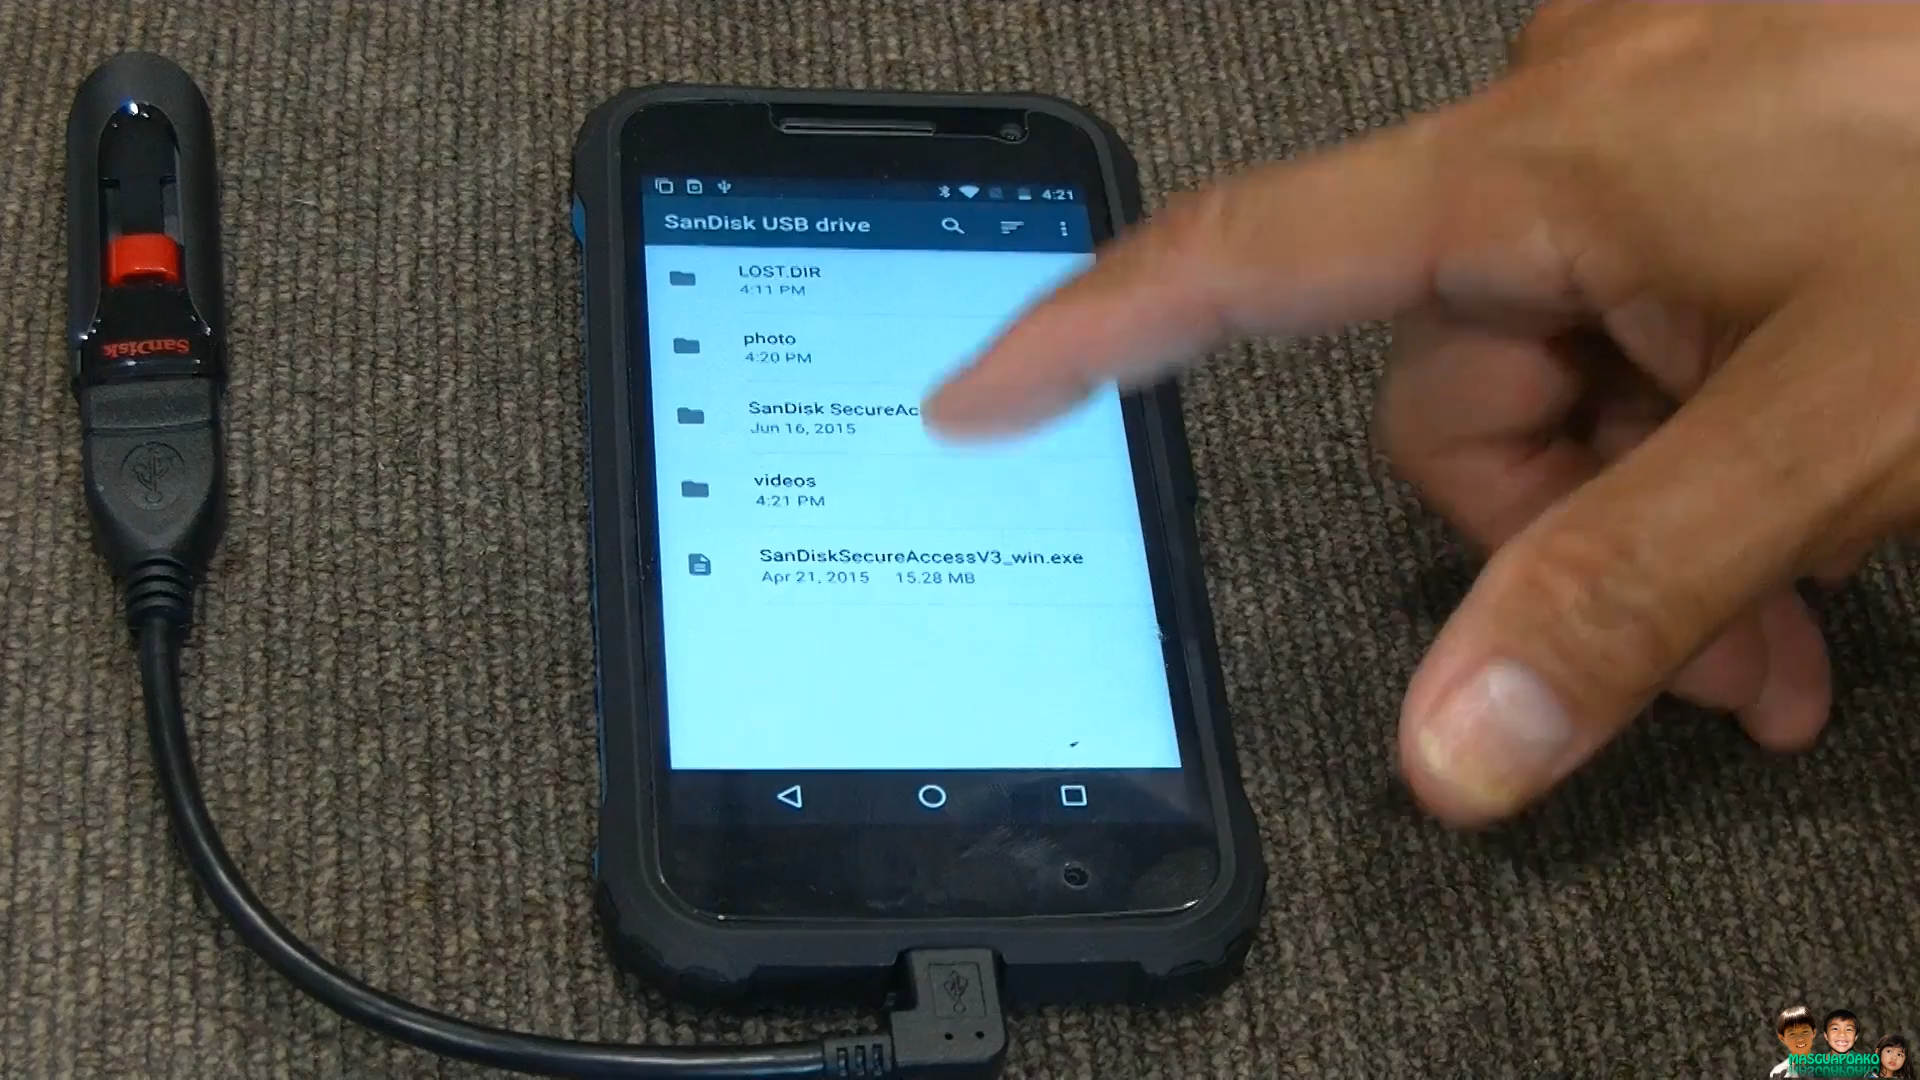 4:21
SanDisk USB drive
LOST.DIR
4:11 PM
photo
4:20 PM
SanDisk SecureAc
Jun 16, 2015
videos
4:21 PM
SanDiskSecureAccessV3_win.exe
Apr 21, 2015 15.28 MB
SanDisk
MASGUAPOAKO